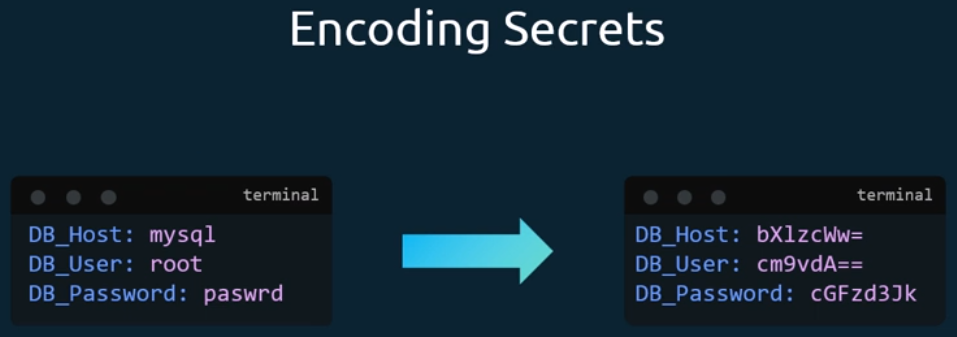 Encoding Secrets
terminal
DB_Host: mysql
DB_User: root
DB_Password: paswrd
terminal
DB_Host: bXlzcWw=
DB_User: cm9vdA==
DB_Password: cGFzd3Jk